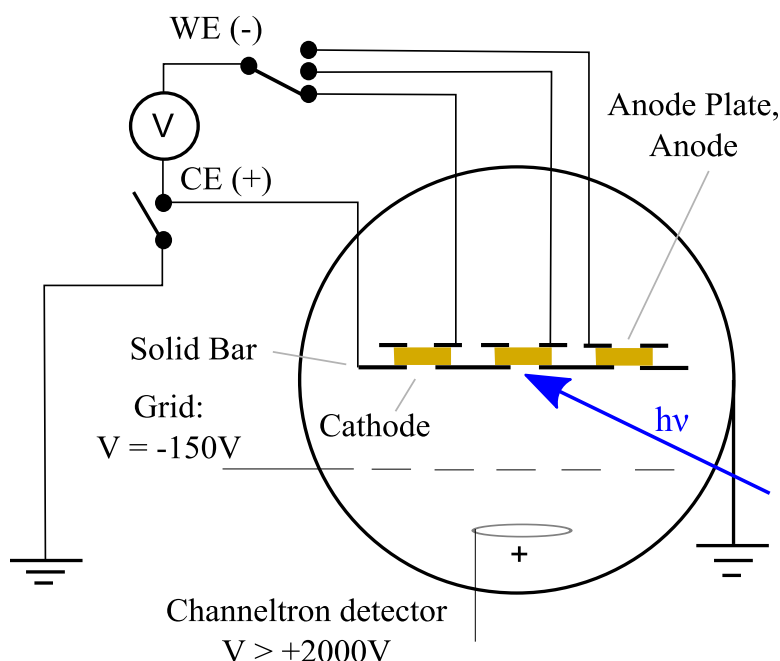 WE (-)
V
CE (+)
Anode Plate,
Anode
Solid Bar
Grid:
V = -150V
Cathode
hν
+
Channeltron detector
V > +2000V